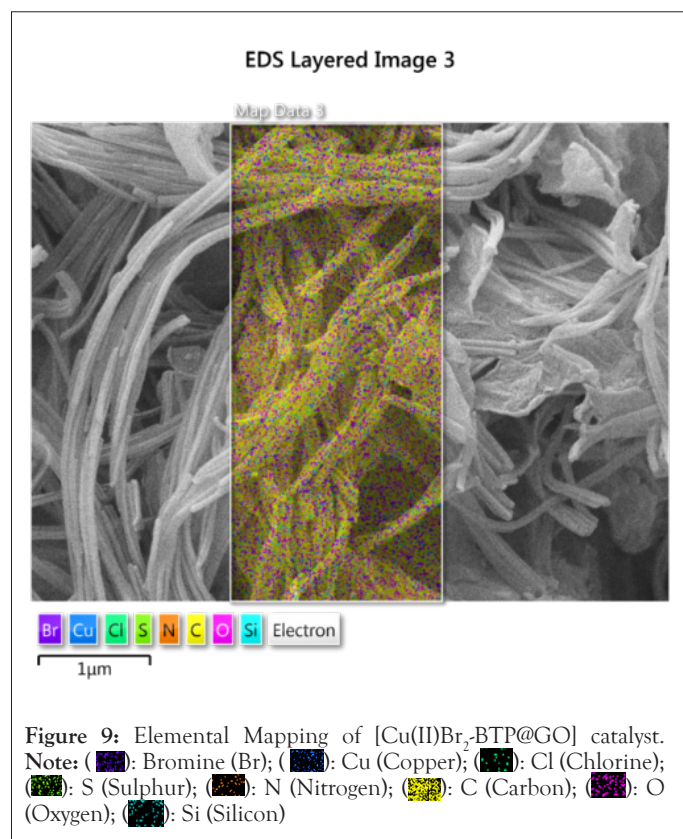 EDS Layered Image 3
Map Data 3
Br Cu Cl S N C O Si Electron
1µm
Figure 9: Elemental Mapping of [Cu(II)Br2-BTP@GO] catalyst.
Note: ( ): Bromine (Br); ( ): Cu (Copper); ( ): Cl (Chlorine);
( ): S (Sulphur); ( ): N (Nitrogen); ( ): C (Carbon); ( ): O
(Oxygen); ( ): Si (Silicon)